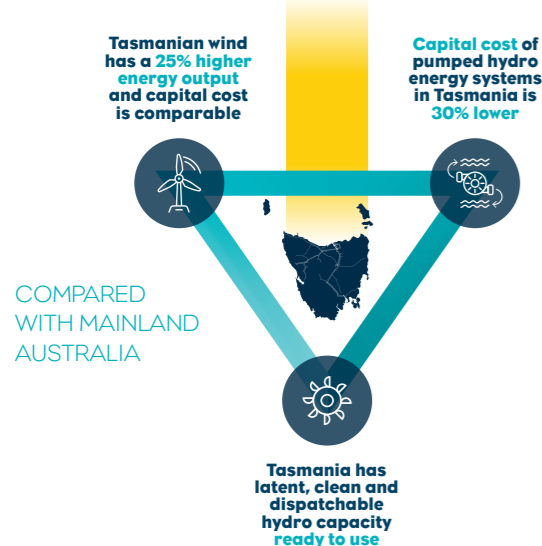 Tasmanian wind
has a 25% higher
energy output
and capital cost
is comparable
Capital cost of
pumped hydro
energy systems
in Tasmania is
30% lower
COMPARED
WITH MAINLAND
AUSTRALIA
Tasmania has
latent, clean and
dispatchable
hydro capacity
ready to use